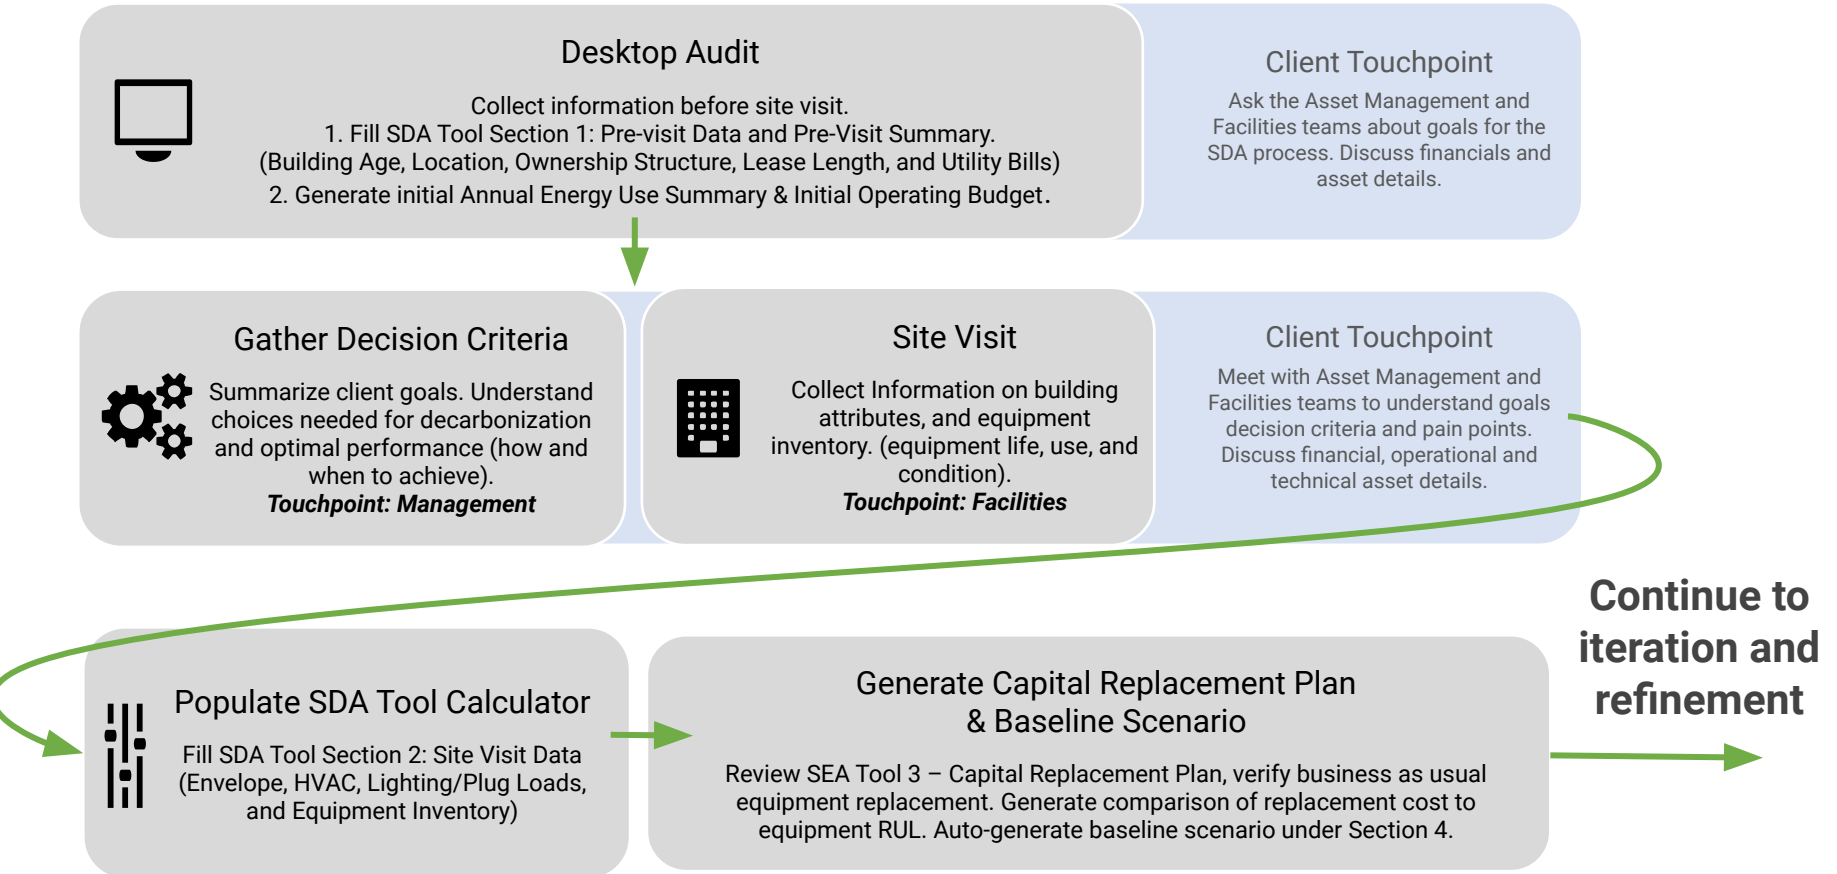 Desktop Audit
Collect information before site visit.
1. Fill SDA Tool Section 1: Pre-visit Data and Pre-Visit Summary.
(Building Age, Location, Ownership Structure, Lease Length, and Utility Bills)
2. Generate initial Annual Energy Use Summary & Initial Operating Budget.
Client Touchpoint
Ask the Asset Management and
Facilities teams about goals for the
SDA process. Discuss financials and
asset details.
Gather Decision Criteria
Summarize client goals. Understand
choices needed for decarbonization
and optimal performance (how and
when to achieve).
Touchpoint: Management
Site Visit
Collect Information on building
attributes, and equipment
inventory. (equipment life, use, and
condition).
Touchpoint: Facilities
Client Touchpoint
Meet with Asset Management and
Facilities teams to understand goals
decision criteria and pain points.
Discuss financial, operational and
technical asset details.
Populate SDA Tool Calculator
Fill SDA Tool Section 2: Site Visit Data
(Envelope, HVAC, Lighting/Plug Loads,
and Equipment Inventory)
Generate Capital Replacement Plan
& Baseline Scenario
Review SEA Tool 3 – Capital Replacement Plan, verify business as usual
equipment replacement. Generate comparison of replacement cost to
equipment RUL. Auto-generate baseline scenario under Section 4.
Continue to
iteration and
refinement